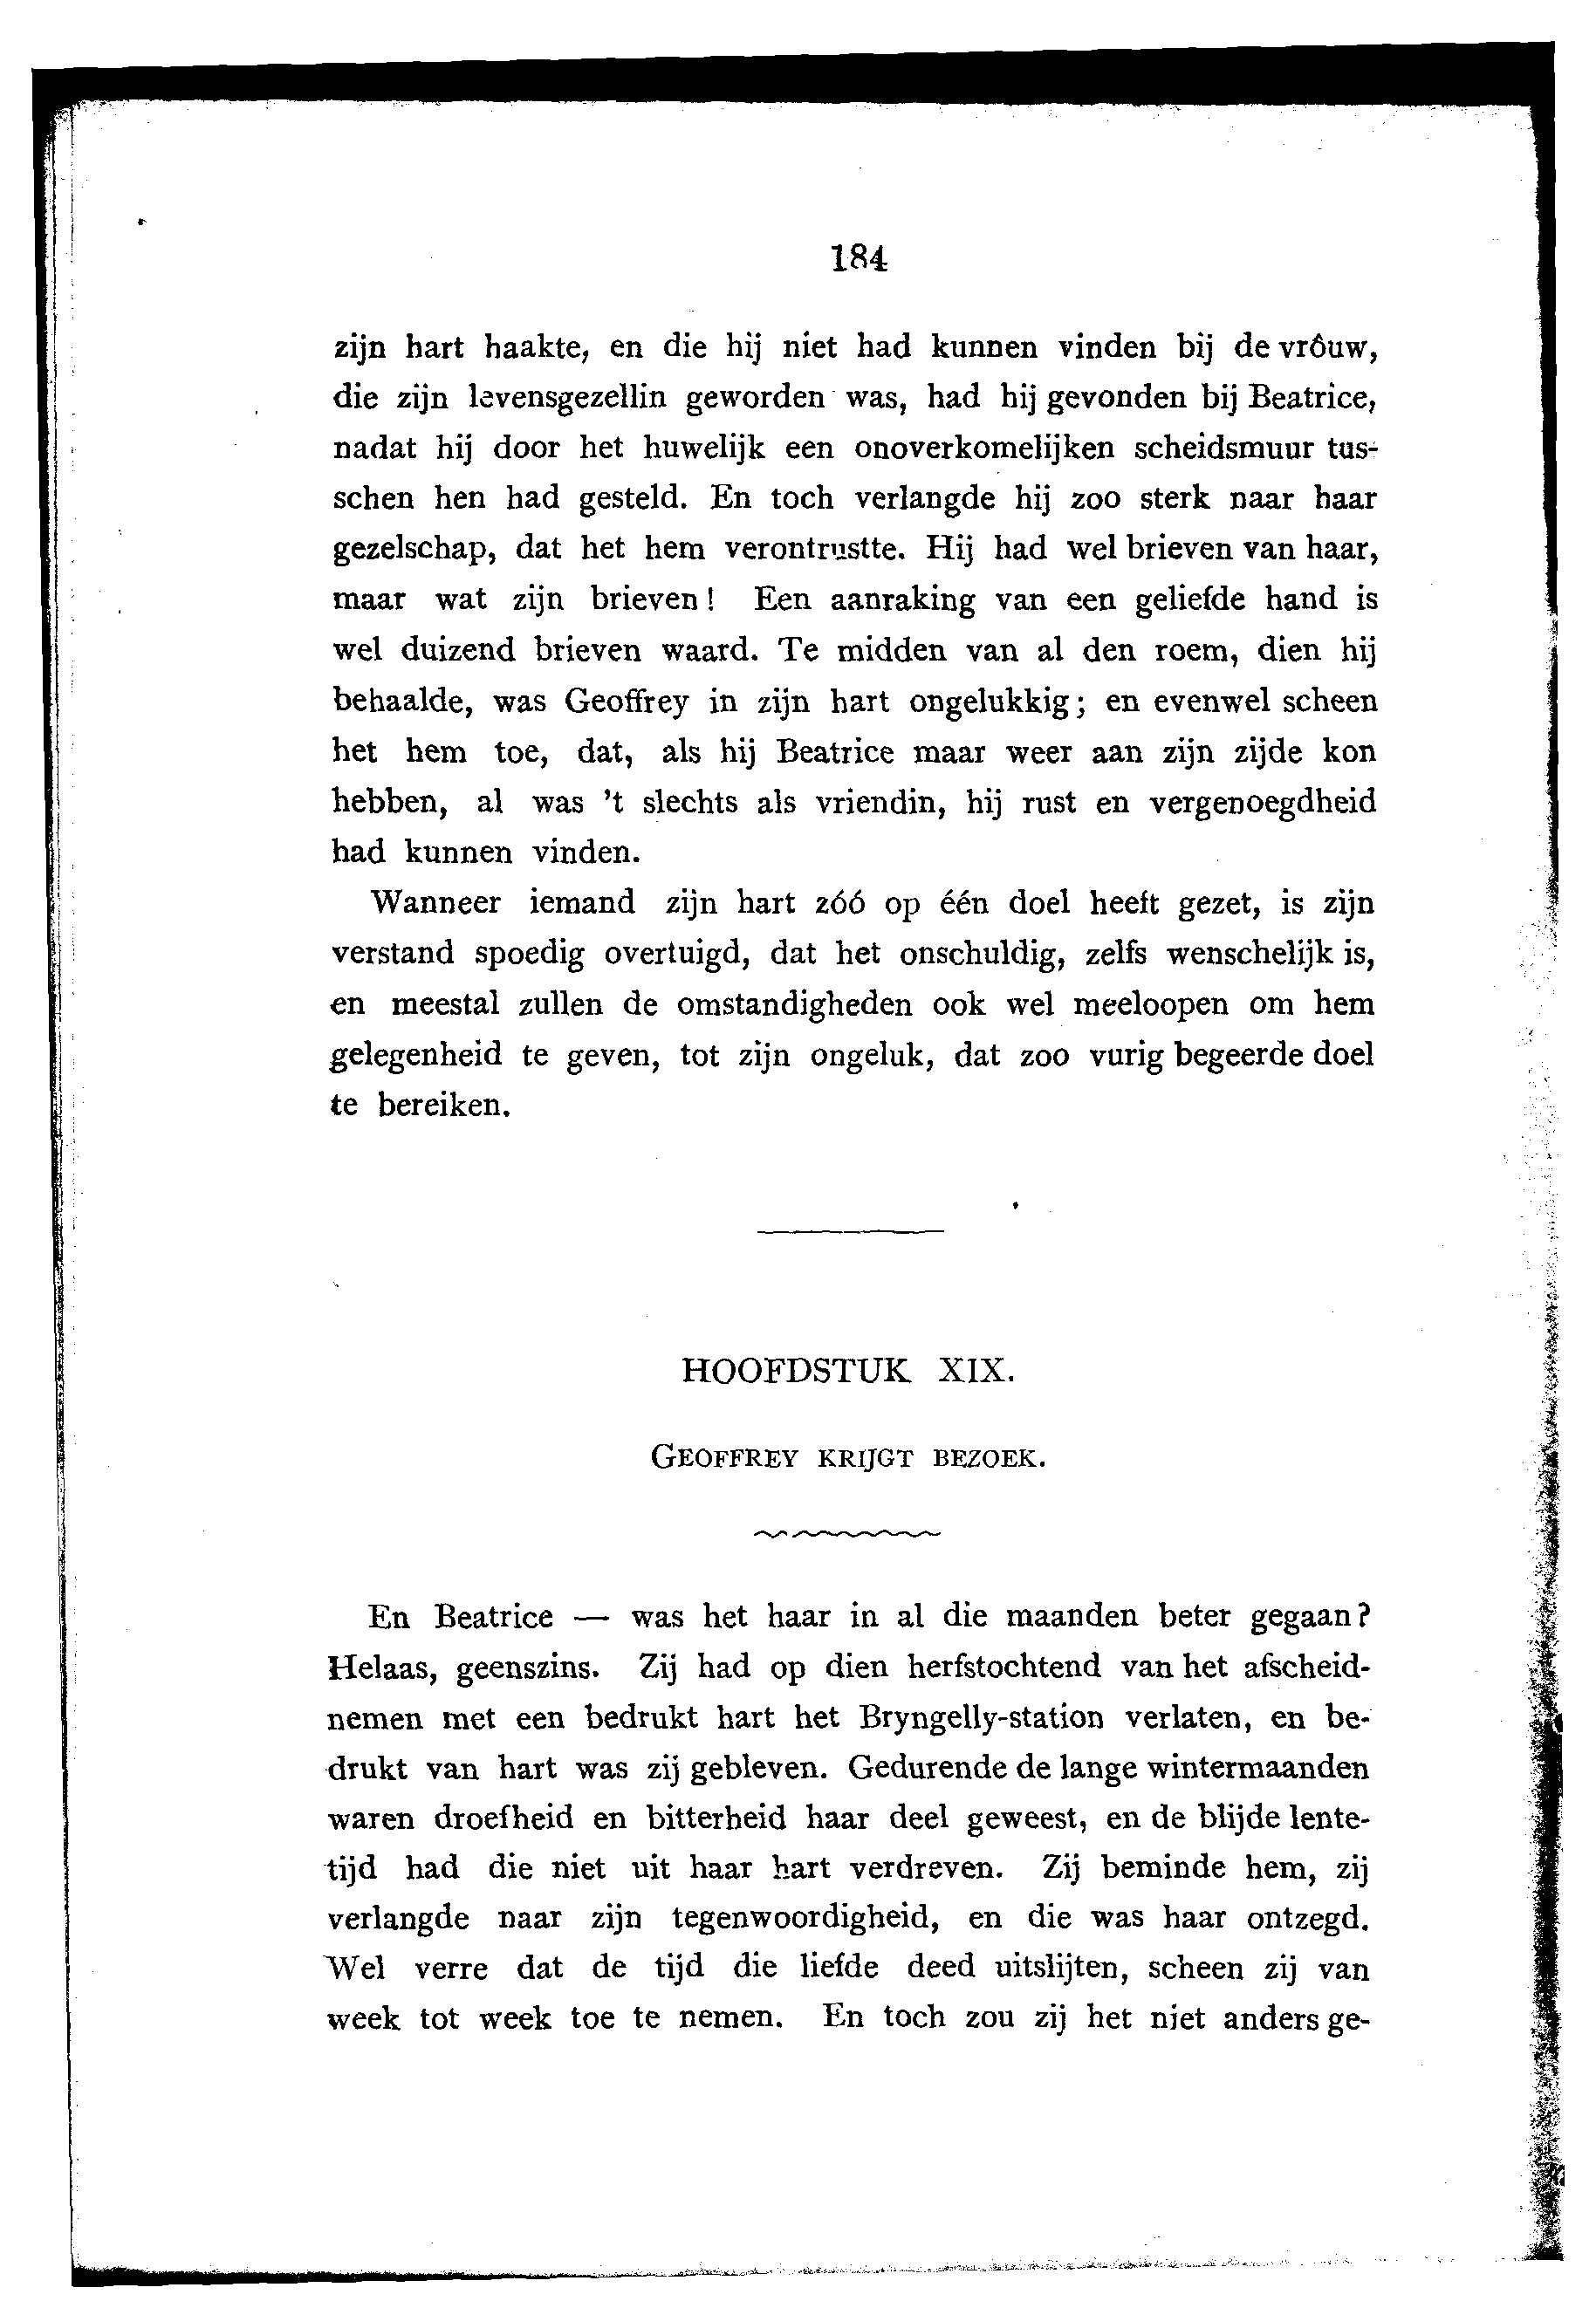 184
zijn hart haakte, en die hij niet had kunnen vinden bij de vrouw,
die zijn levensgezellin geworden was, had hij gevonden bij Beatrice,
nadat hij door het huwelijk een onoverkomelijken scheidsmuur tus-
schen hen had gesteld. En toch verlangde hij zoo sterk naar haar
gezelschap, dat het hem verontrustte. Hij had wel brieven van haar,
maar wat zijn brieven! Een aanraking van een geliefde hand is
wel duizend brieven waard. Te midden van al den roem, dien hij
behaalde, was Geoffrey in zijn hart ongelukkig; en evenwel scheen
het hem toe, dat, als hij Beatrice maar weer aan zijn zijde kon
hebben, al was 't slechts als vriendin, hij rust en vergenoegdheid
had kunnen vinden.
Wanneer iemand zijn hart zóó op één doel heeft gezet, is zijn
verstand spoedig overtuigd, dat het onschuldig, zelfs wenschelijk is,
en meestal zullen de omstandigheden ook wel meeloopen om hem
gelegenheid te geven, tot zijn ongeluk, dat zoo vurig begeerde doel
te bereiken.
HOOFDSTUK XIX.
GEOFFREY KRIJGT BEZOEK.
En Beatrice — was het haar in al die maanden beter gegaan?
Helaas, geenszins. Zij had op dien herfstochtend van het afscheid-
nemen met een bedrukt hart het Bryngelly-station verlaten, en be-
drukt van hart was zij gebleven. Gedurende de lange wintermaanden
waren droefheid en bitterheid haar deel geweest, en de blijde lente-
tijd had die niet uit haar hart verdreven. Zij beminde hem, zij
verlangde naar zijn tegenwoordigheid, en die was haar ontzegd.
Wel verre dat de tijd die liefde deed uitslijten, scheen zij van
week tot week toe te nemen. En toch zou zij het niet anders ge-